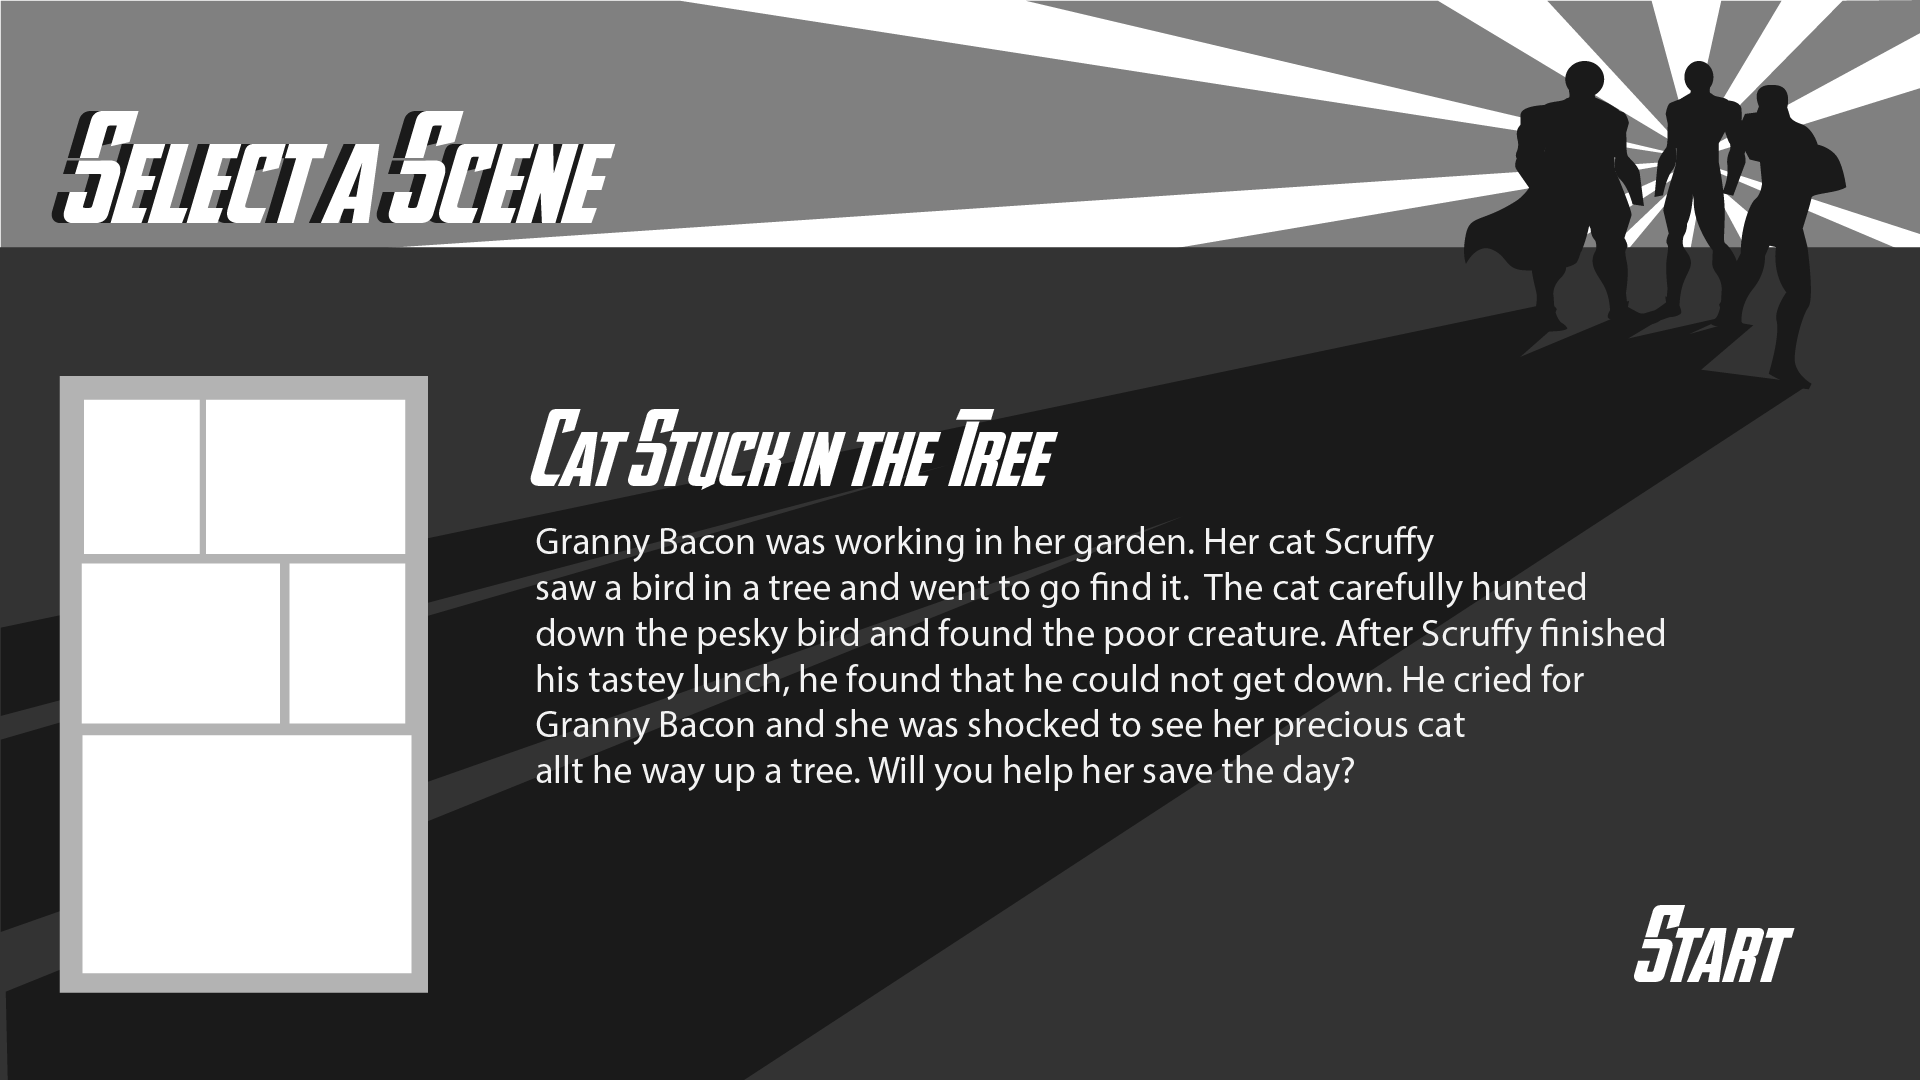 Select a Scene
Cat Stuck in the Tree
Granny Bacon was working in her garden. Her cat Scruffy
saw a bird in a tree and went to go find it.  The cat carefully hunted
down the pesky bird and found the poor creature. After Scruffy finished
his tastey lunch, he found that he could not get down. He cried for
Granny Bacon and she was shocked to see her precious cat
allt he way up a tree. Will you help her save the day?
Start